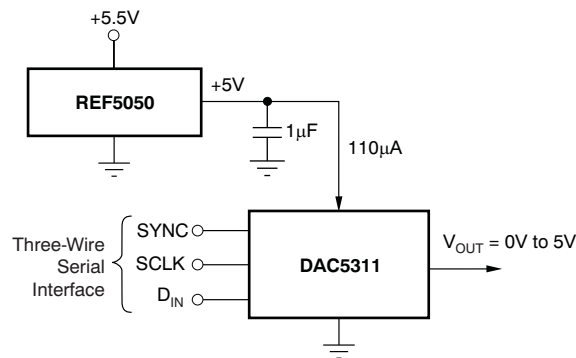 +5.5V
REF5050
+5V
1μF
110μA
Three-Wire
Serial
Interface
SYNC
SCLK
D_IN
DAC5311
V_OUT = 0V to 5V